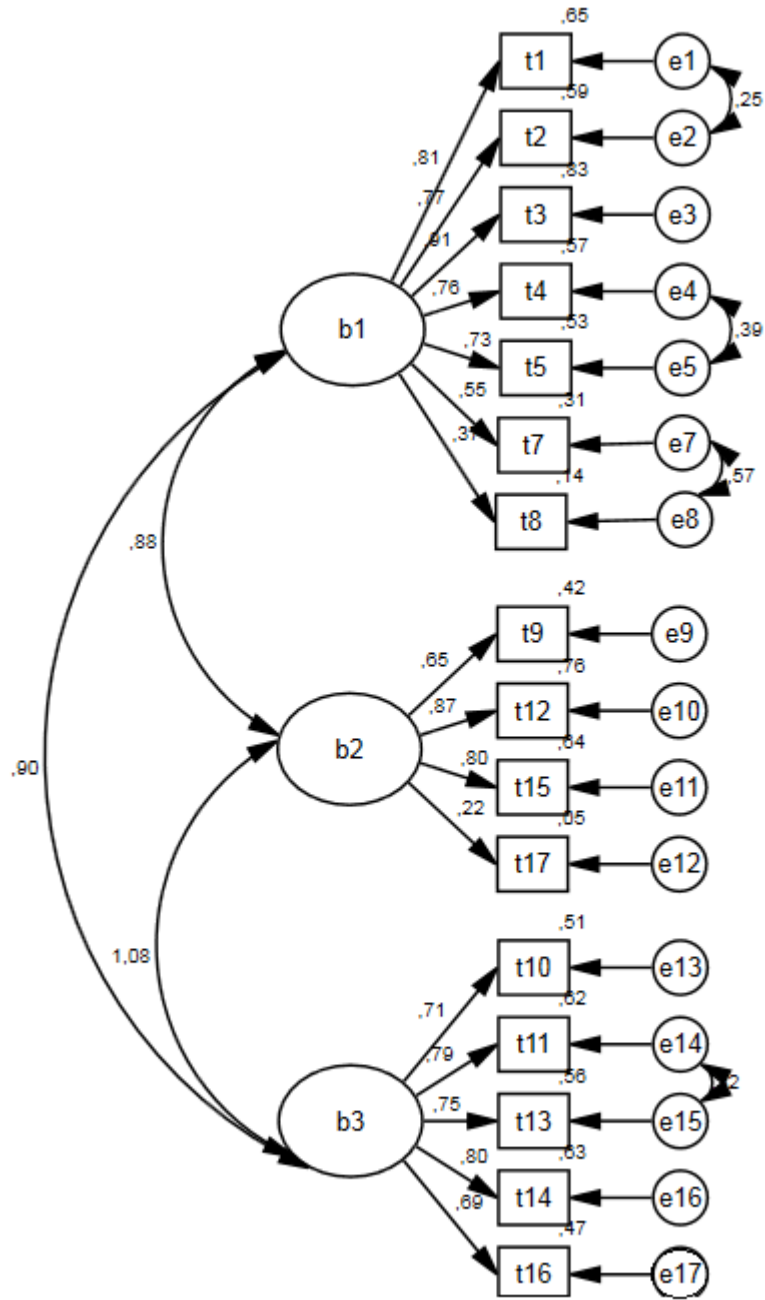 ,65
t1 e1
,59 ,25
t2 e2
,81 ,83
,77 t3 e3
,91 ,57
,76 t4 e4
b1 ,53 ,39
,73 t5 e5
,55 ,31
t7 e7
,14 ,57
t8 e8
,88
,42
t9 e9
,65 ,76
,87 t12 e10
b2 ,64
,80 t15 e11
,90 ,22 ,05
t17 e12
1,08 ,51
t10 e13
,71 ,62
,79 t11 e14
,56
b3 ,75 t13 e15
,80 ,63
t14 e16
,69 ,47
t16 e17